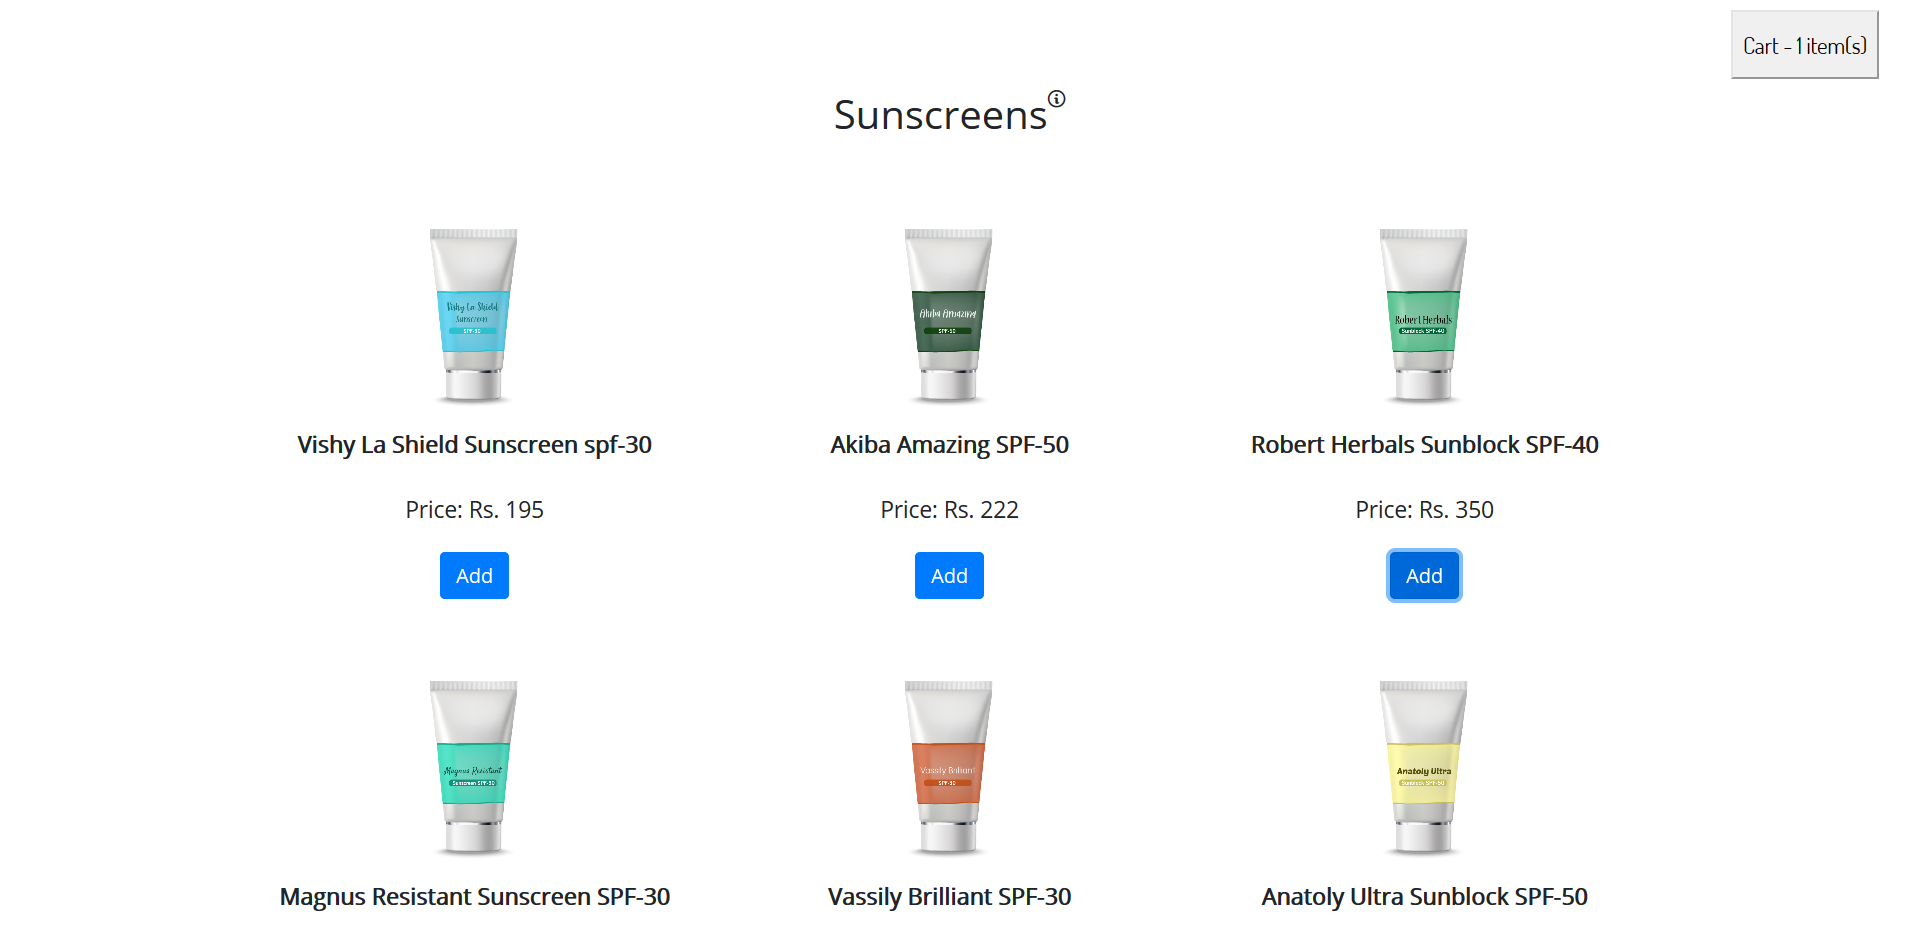 Cart - 1 item(s)
Sunscreens
Vishy La Shield
Sunscreen
SPF-30
Akiba Amazing
SPF-50
Robert Herbals
Sunblock SPF-40
Vishy La Shield Sunscreen spf-30
Akiba Amazing SPF-50
Robert Herbals Sunblock SPF-40
Price: Rs. 195
Price: Rs. 222
Price: Rs. 350
Add
Add
Add
Magnus Resistant
Sunscreen SPF-30
Vassily Briliant
SPF-30
Anatoly Ultra
Sunblock SPF-50
Magnus Resistant Sunscreen SPF-30
Vassily Brilliant SPF-30
Anatoly Ultra Sunblock SPF-50